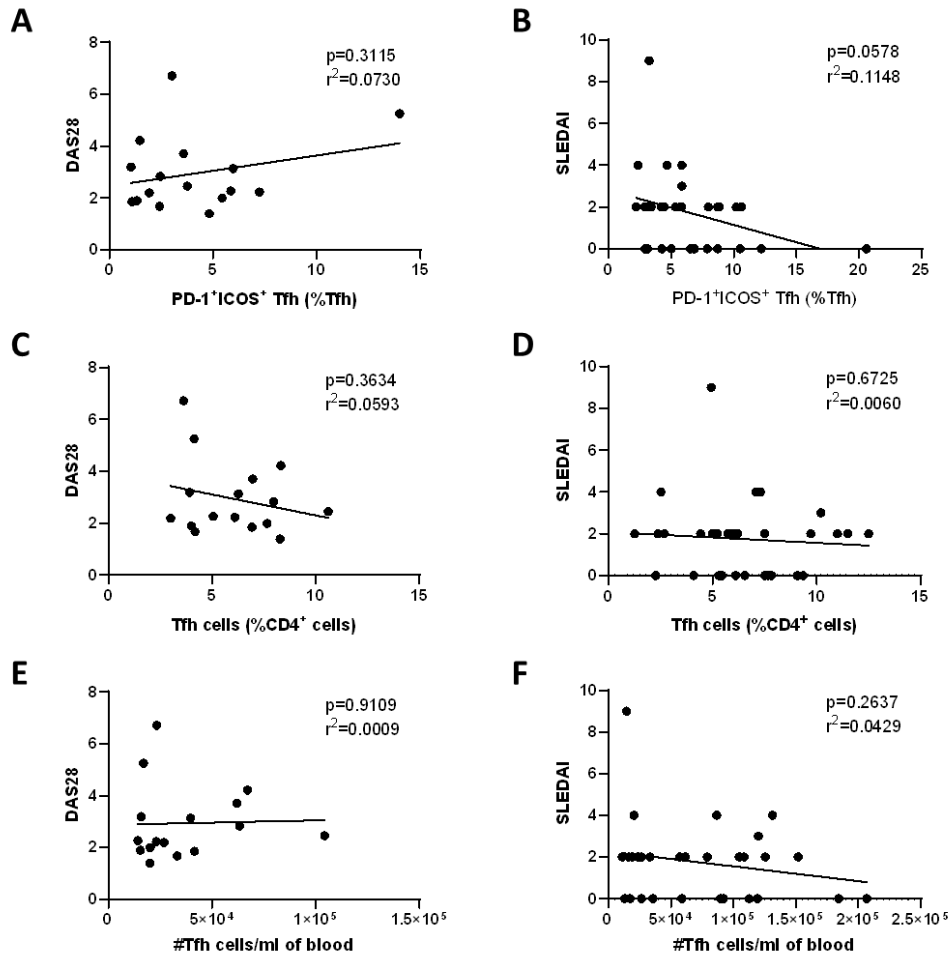 A
DAS28
8
6
4
2
0
p=0.3115
r²=0.0730
0 5 10 15
PD-1⁺ICOS⁺ Tfh (%Tfh)
B
SLEDAI
10
8
6
4
2
0
p=0.0578
r²=0.1148
0 5 10 15 20 25
PD-1⁺ICOS⁺ Tfh (%Tfh)
C
DAS28
8
6
4
2
0
p=0.3634
r²=0.0593
0 5 10 15
Tfh cells (%CD4⁺ cells)
D
SLEDAI
10
8
6
4
2
0
p=0.6725
r²=0.0060
0 5 10 15
Tfh cells (%CD4⁺ cells)
E
DAS28
8
6
4
2
0
p=0.9109
r²=0.0009
0 5×10⁴ 1×10⁵ 1.5×10⁵
#Tfh cells/ml of blood
F
SLEDAI
10
8
6
4
2
0
p=0.2637
r²=0.0429
0 5×10⁴ 1×10⁵ 1.5×10⁵ 2×10⁵ 2.5×10⁵
#Tfh cells/ml of blood